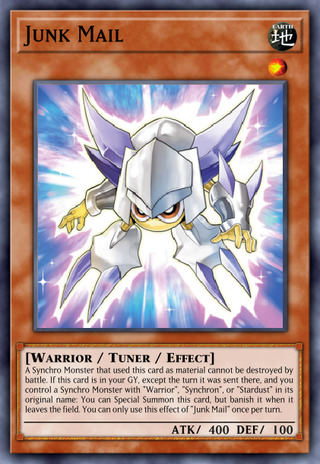 Junk Mail
EARTH
地
[Warrior / Tuner / Effect]
A Synchro Monster that used this card as material cannot be destroyed by
battle. If this card is in your GY, except the turn it was sent there, and you
control a Synchro Monster with "Warrior", "Synchron", or "Stardust" in its
original name: You can Special Summon this card, but banish it when it
leaves the field. You can only use this effect of "Junk Mail" once per turn.
ATK/ 400 DEF/ 100